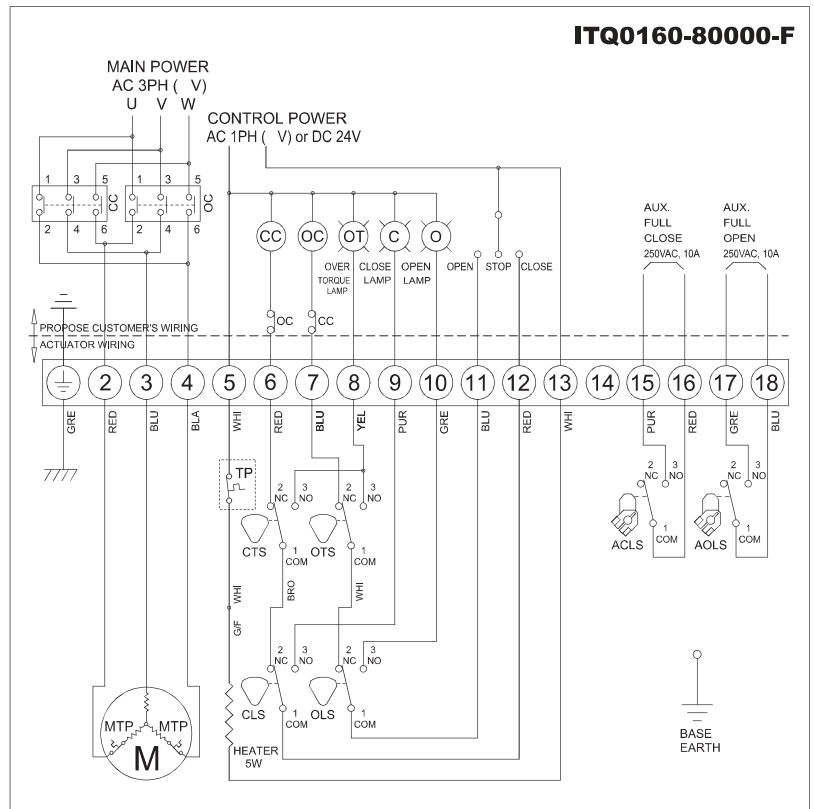 ITQ0160-80000-F
MAIN POWER
AC 3PH (   V)
U V W
CONTROL POWER
AC 1PH (   V) or DC 24V
1 3 5 1 3 5
CC OC
2 4 6 2 4 6
CC OC OT C O
OVER TORQUE LAMP
CLOSE LAMP
OPEN LAMP
OPEN STOP CLOSE
AUX. FULL CLOSE 250VAC, 10A
AUX. FULL OPEN 250VAC, 10A
OC CC
PROPOSE CUSTOMER'S WIRING
ACTUATOR WIRING
2 3 4 5 6 7 8 9 10 11 12 13 14 15 16 17 18
GRE RED BLU BLA WHI RED BLU YEL PUR GRE BLU RED WHI PUR RED GRE BLU
TP
2 NC 3 NO 2 NC 3 NO
CTS 1 COM OTS 1 COM
2 NC 3 NO 2 NC 3 NO
ACLS 1 COM AOLS 1 COM
WHI BRO WHI
G/F
2 NC 3 NO 2 NC 3 NO
CLS 1 COM OLS 1 COM
MTP MTP
M
HEATER
5W
BASE
EARTH